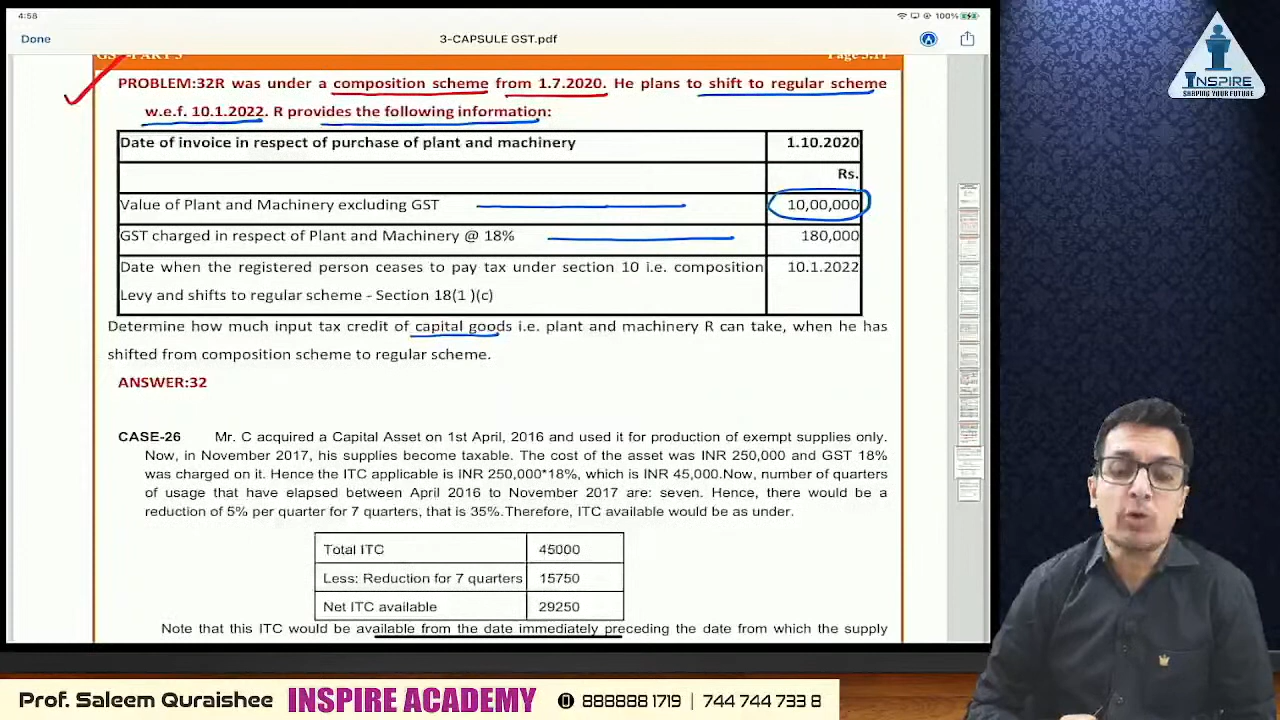 4:58
100%
Done
3-CAPSULE GST.pdf
PROBLEM:32R was under a composition scheme from 1.7.2020. He plans to shift to regular scheme
w.e.f. 10.1.2022. R provides the following information:
Date of invoice in respect of purchase of plant and machinery 1.10.2020
Rs.
Value of Plant and Machinery excluding GST 10,00,000
GST charged in respect of Plant and Machinery @ 18% 180,000
Date when the registered person ceases to pay tax under section 10 i.e. composition 10.1.2022
Levy and shifts to regular scheme - Section 18(1 )(c)
Determine how much input tax credit of capital goods i.e. plant and machinery R can take, when he has
shifted from composition scheme to regular scheme.
ANSWER:32
CASE-26 Mr. C acquired a Capital Asset on 1st April, 2016 and used it for production of exempt supplies only.
Now, in November 2017, his supplies become taxable. The cost of the asset was INR 250,000 and GST 18%
was charged on it.Hence the ITC applicable is INR 250,000*18%, which is INR 45,000.Now, number of quarters
of usage that have elapsed between April 2016 to November 2017 are: seven. Hence, there would be a
reduction of 5% per quarter for 7 quarters, that is 35%.Therefore, ITC available would be as under.
Total ITC 45000
Less: Reduction for 7 quarters 15750
Net ITC available 29250
Note that this ITC would be available from the date immediately preceding the date from which the supply
INSPIRE
SHAPING YOUR FUTURE
Prof. Saleem Quraishee INSPIRE ACADEMY 888888 1719 | 744 744 733 8